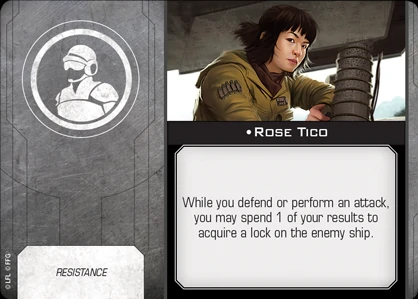 • Rose Tico
While you defend or perform an attack,
you may spend 1 of your results to
acquire a lock on the enemy ship.
RESISTANCE
© LFL © FFG